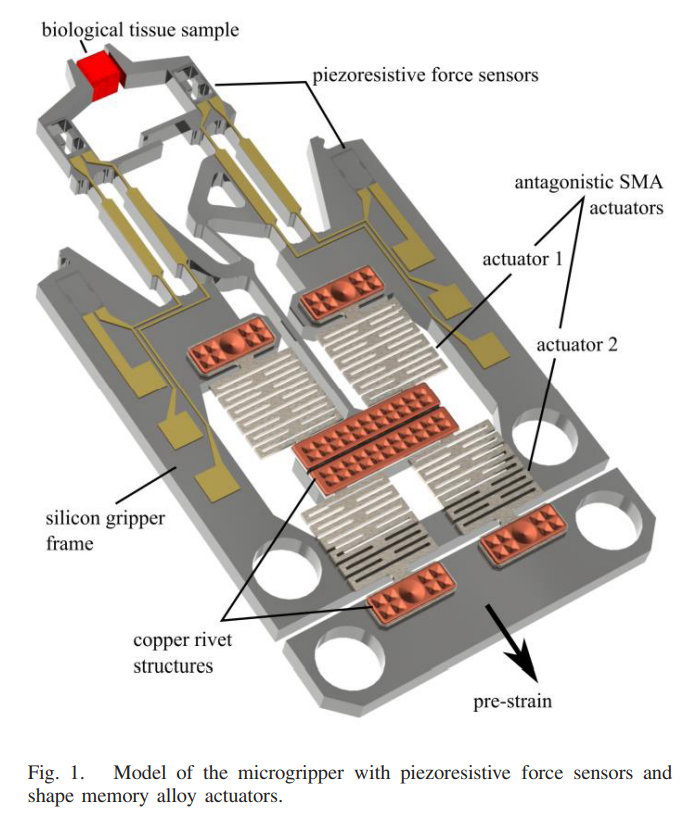 biological tissue sample
piezoresistive force sensors
antagonistic SMA
actuators
actuator 1
actuator 2
silicon gripper
frame
copper rivet
structures
pre-strain
Fig. 1. Model of the microgripper with piezoresistive force sensors and
shape memory alloy actuators.